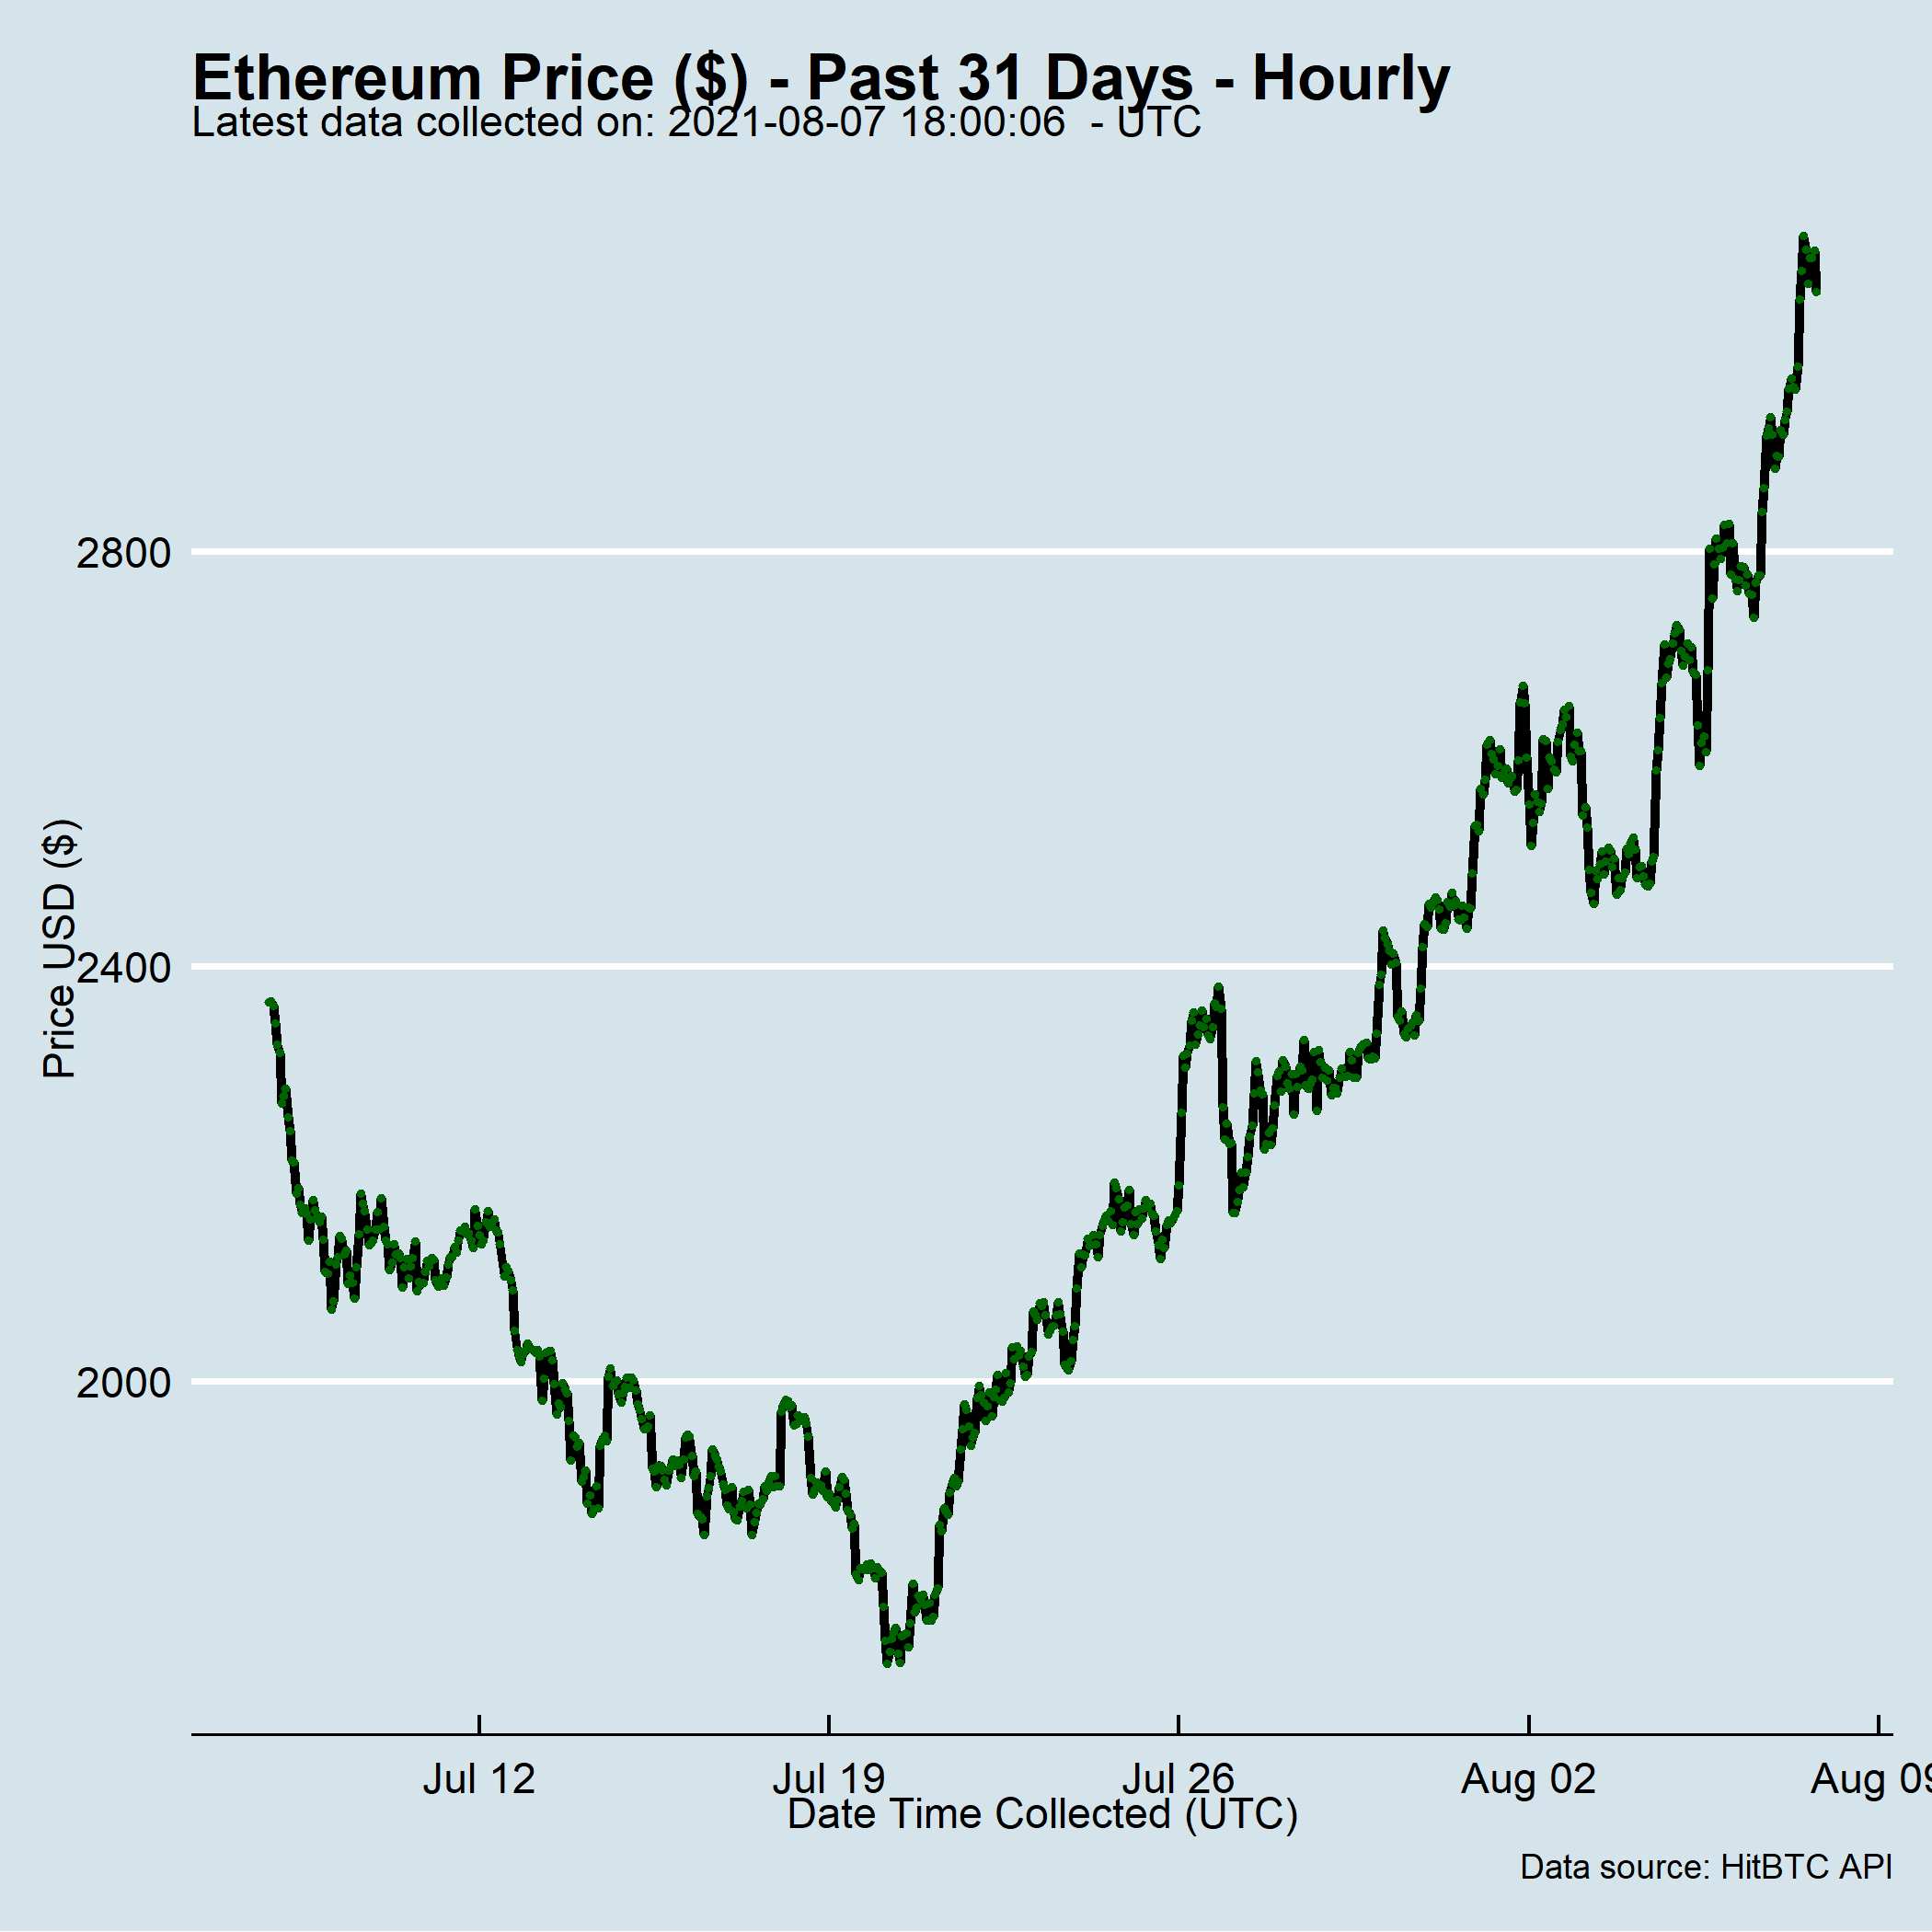 Ethereum Price ($) - Past 31 Days - Hourly
Latest data collected on: 2021-08-07 18:00:06  - UTC
Price USD ($)
2800
2400
2000
Jul 12
Jul 19
Jul 26
Aug 02
Aug 09
Date Time Collected (UTC)
Data source: HitBTC API